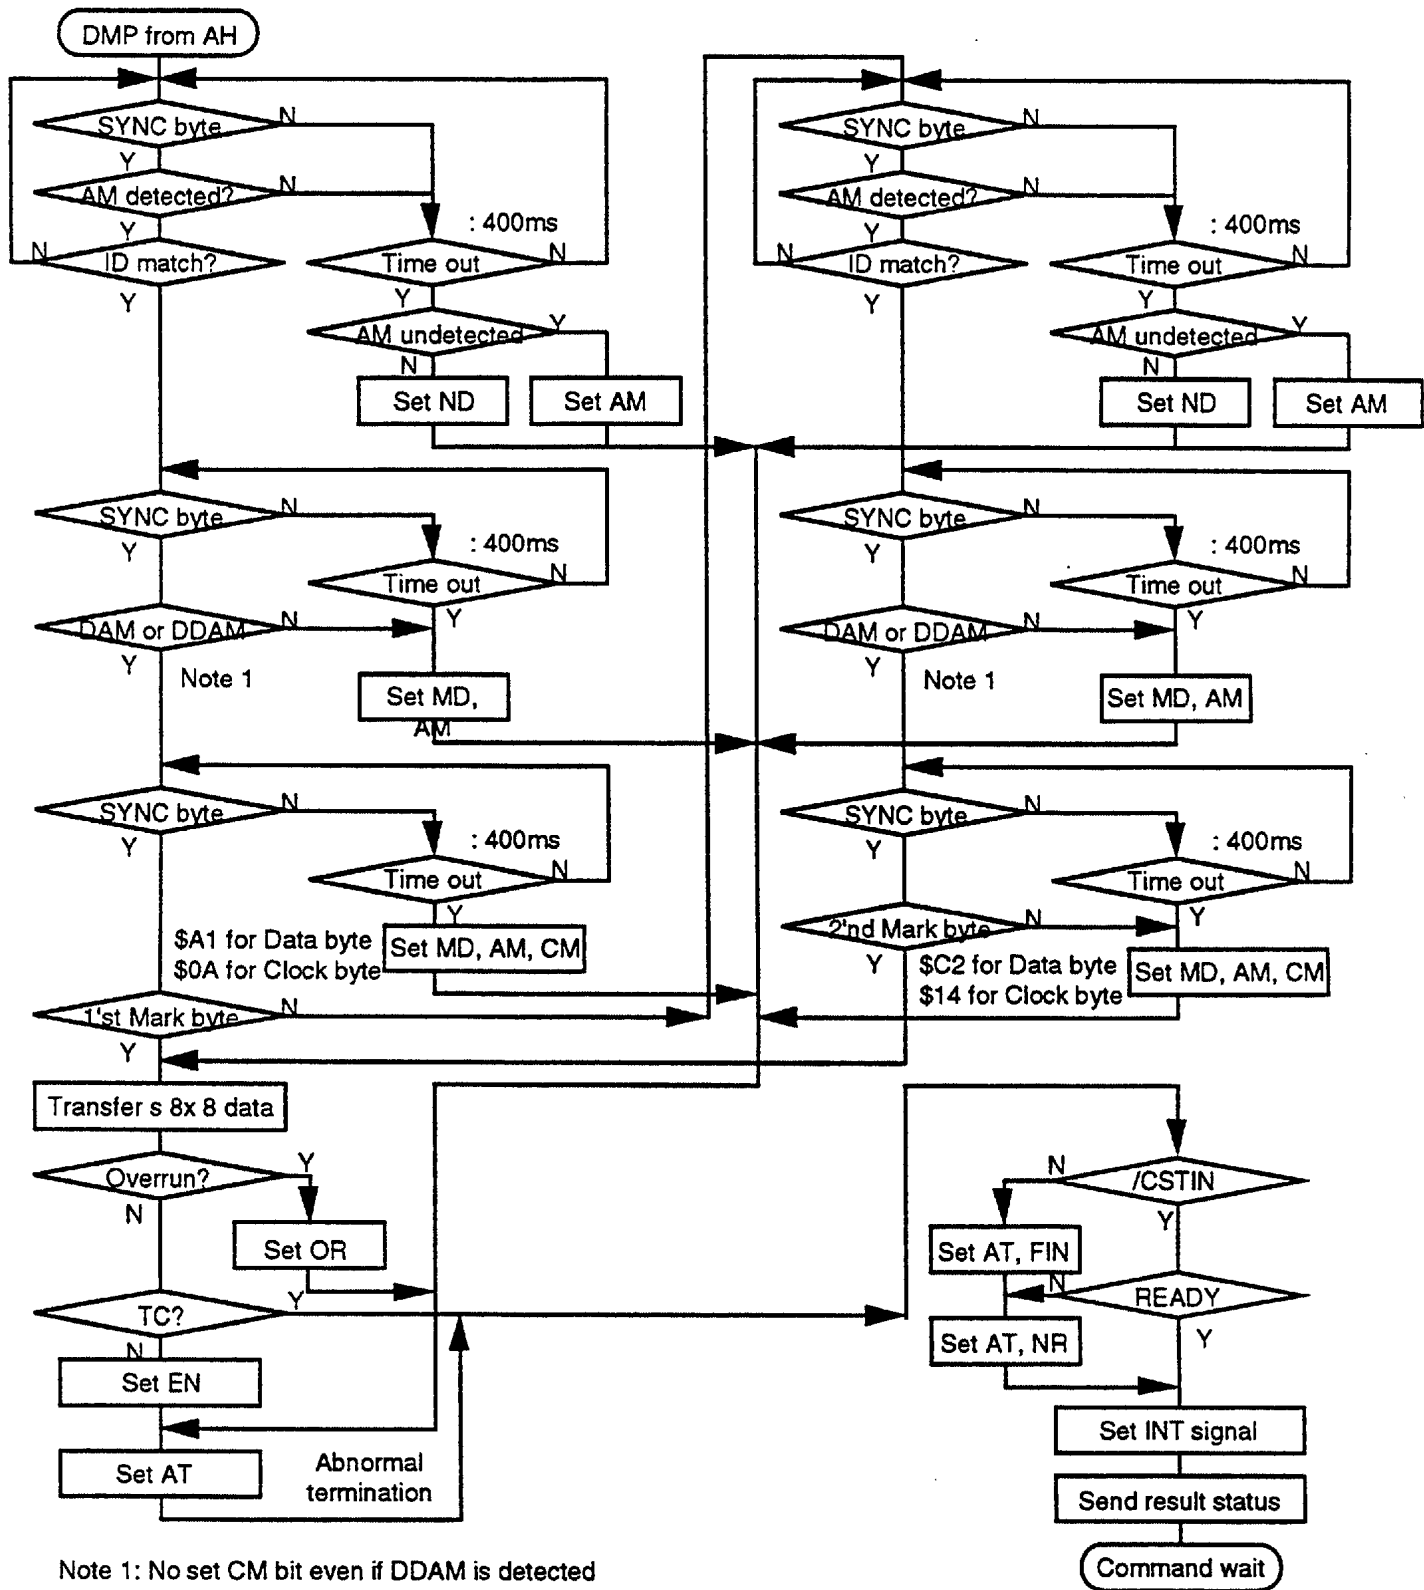 DMP from AH
SYNC byte
N
Y
AM detected?
N
Y
: 400ms
N
ID match?
Time out
N
Y
Y
AM undetected
Y
N
Set ND
Set AM
SYNC byte
N
Y
: 400ms
Time out
N
DAM or DDAM
N
Y
Y
Note 1
Set MD,
AM
SYNC byte
N
Y
: 400ms
Time out
N
Y
$A1 for Data byte
$0A for Clock byte
Set MD, AM, CM
1'st Mark byte
N
Y
Transfer s 8x 8 data
Overrun?
Y
N
Set OR
TC?
Y
N
Set EN
Set AT
Abnormal
termination
SYNC byte
N
Y
AM detected?
N
Y
: 400ms
N
ID match?
Time out
N
Y
Y
AM undetected
Y
N
Set ND
Set AM
SYNC byte
N
Y
: 400ms
Time out
N
DAM or DDAM
N
Y
Y
Note 1
Set MD, AM
SYNC byte
N
Y
: 400ms
Time out
N
2'nd Mark byte
N
Y
Y
$C2 for Data byte
$14 for Clock byte
Set MD, AM, CM
N
/CSTIN
Y
Set AT, FIN
N
READY
Y
Set AT, NR
Set INT signal
Send result status
Command wait
Note 1: No set CM bit even if DDAM is detected